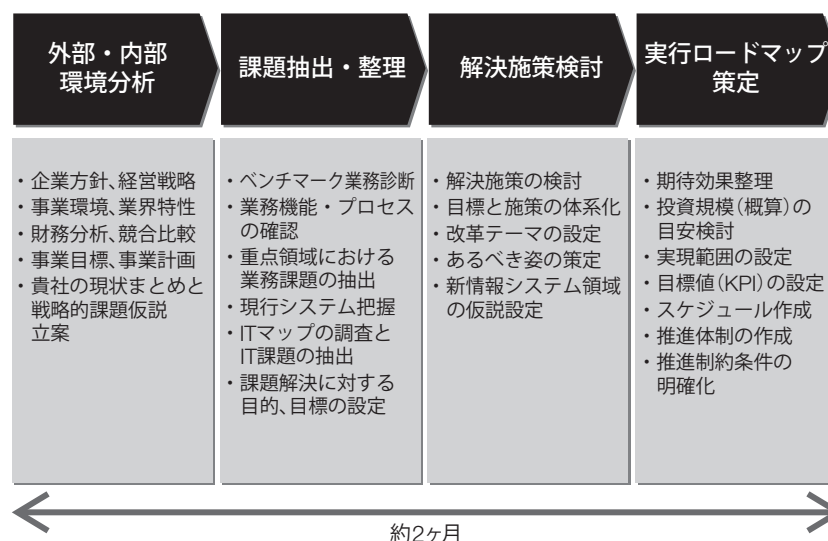 外部・内部
環境分析
課題抽出・整理
解決施策検討
実行ロードマップ
策定
・企業方針、経営戦略
・事業環境、業界特性
・財務分析、競合比較
・事業目標、事業計画
・貴社の現状まとめと
戦略的課題仮説
立案
・ベンチマーク業務診断
・業務機能・プロセス
の確認
・重点領域における
業務課題の抽出
・現行システム把握
・ITマップの調査と
IT課題の抽出
・課題解決に対する
目的、目標の設定
・解決施策の検討
・目標と施策の体系化
・改革テーマの設定
・あるべき姿の策定
・新情報システム領域
の仮説設定
・期待効果整理
・投資規模（概算）の
目安検討
・実現範囲の設定
・目標値（KPI）の設定
・スケジュール作成
・推進体制の作成
・推進制約条件の
明確化
約2ヶ月